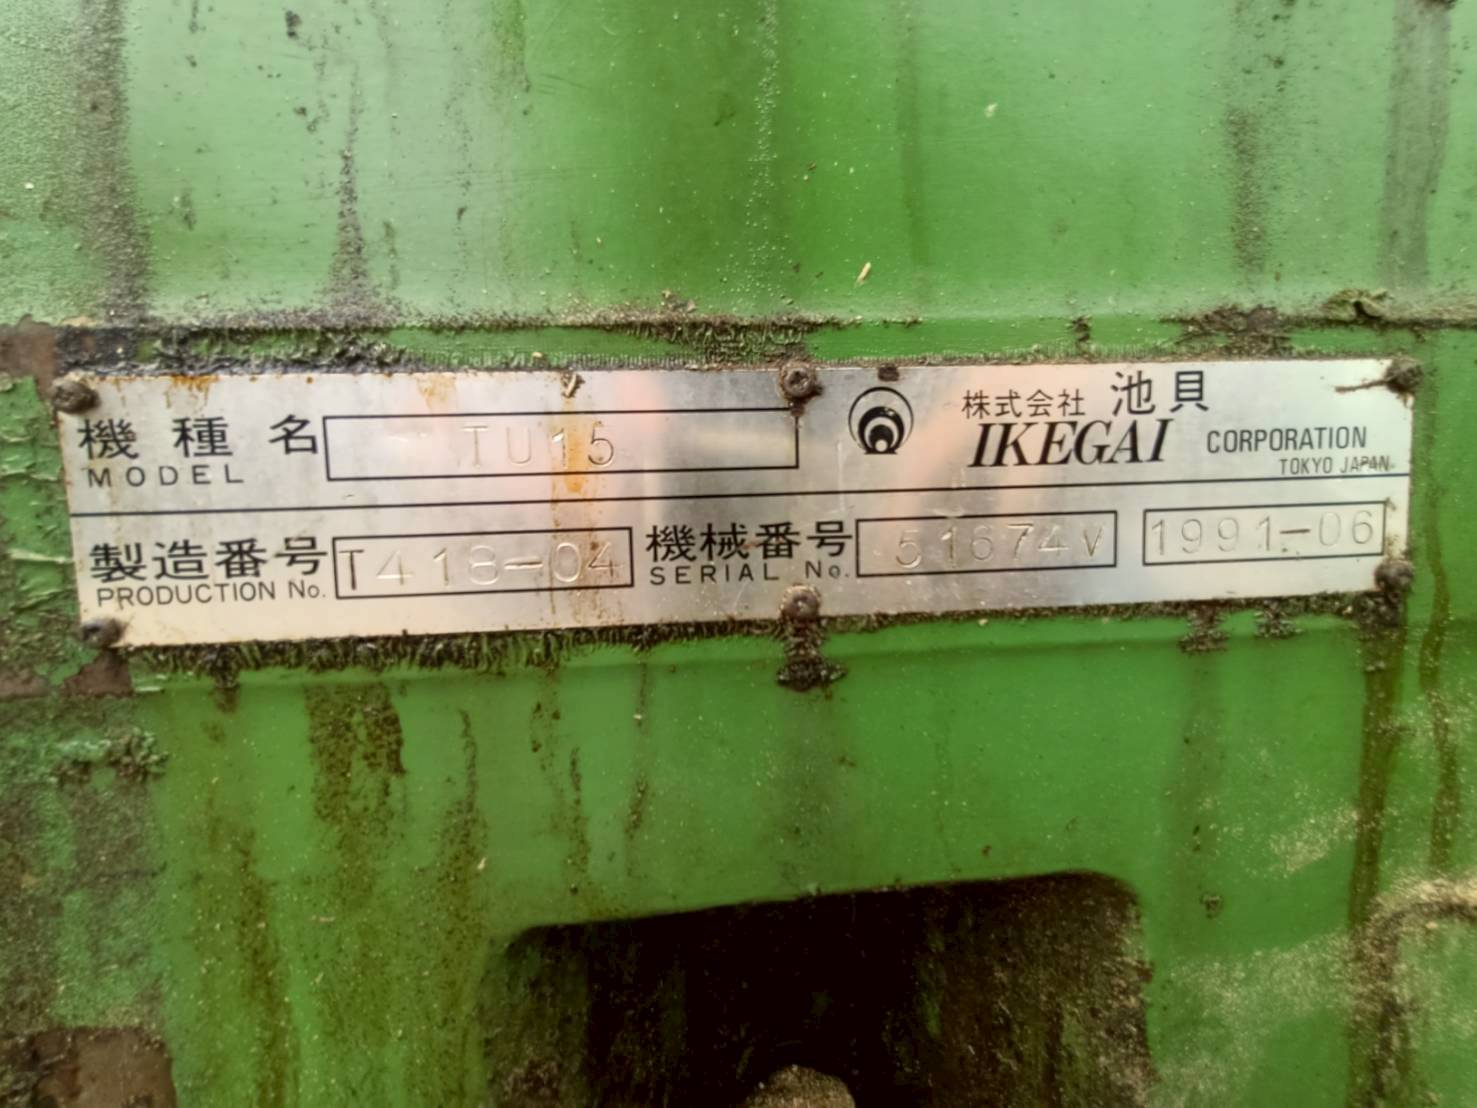 機種名 TU15
MODEL
株式会社 池貝
IKEGAI CORPORATION
TOKYO JAPAN
製造番号 T418-04 機械番号 51674V 1991-06
PRODUCTION No. SERIAL No.